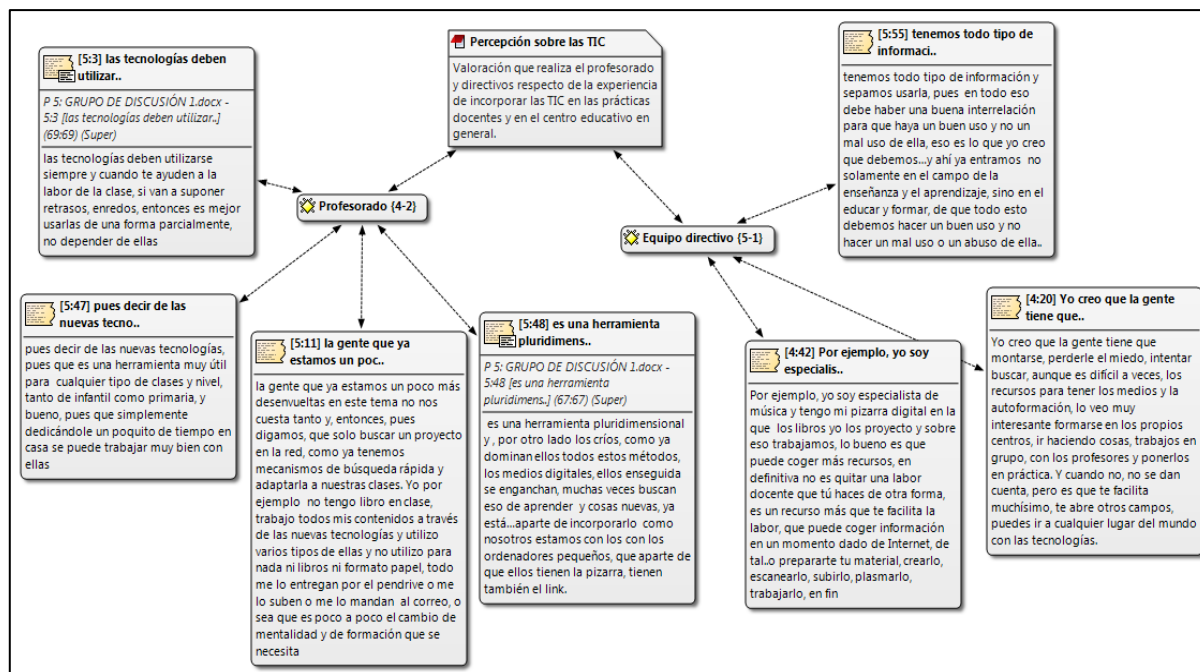 [5:3] las tecnologías deben
utilizar..
P 5: GRUPO DE DISCUSIÓN 1.docx -
5:3 [las tecnologías deben utilizar..]
(69:69) (Super)
las tecnologías deben utilizarse
siempre y cuando te ayuden a la
labor de la clase, si van a suponer
retrasos, enredos, entonces es mejor
usarlas de una forma parcialmente,
no depender de ellas
Percepción sobre las TIC
Valoración que realiza el profesorado
y directivos respecto de la experiencia
de incorporar las TIC en las prácticas
docentes y en el centro educativo en
general.
[5:55] tenemos todo tipo de
informaci..
tenemos todo tipo de información y
sepamos usarla, pues en todo eso
debe haber una buena interrelación
para que haya un buen uso y no un
mal uso de ella, eso es lo que yo creo
que debemos...y ahí ya entramos no
solamente en el campo de la
enseñanza y el aprendizaje, sino en el
educar y formar, de que todo esto
debemos hacer un buen uso y no
hacer un mal uso o un abuso de ella..
Profesorado {4-2}
Equipo directivo {5-1}
[5:47] pues decir de las
nuevas tecno..
pues decir de las nuevas tecnologías,
pues que es una herramienta muy útil
para cualquier tipo de clases y nivel,
tanto de infantil como primaria, y
bueno, pues que simplemente
dedicándole un poquito de tiempo en
casa se puede trabajar muy bien con
ellas
[5:11] la gente que ya
estamos un poc..
la gente que ya estamos un poco más
desenvueltas en este tema no nos
cuesta tanto y, entonces, pues
digamos, que solo buscar un proyecto
en la red, como ya tenemos
mecanismos de búsqueda rápida y
adaptarla a nuestras clases. Yo por
ejemplo no tengo libro en clase,
trabajo todos mis contenidos a través
de las nuevas tecnologías y utilizo
varios tipos de ellas y no utilizo para
nada ni libros ni formato papel, todo
me lo entregan por el pendrive o me
lo suben o me lo mandan al correo, o
sea que es poco a poco el cambio de
mentalidad y de formación que se
necesita
[5:48] es una herramienta
pluridimens..
P 5: GRUPO DE DISCUSIÓN 1.docx -
5:48 [es una herramienta
pluridimens..] (67:67) (Super)
es una herramienta pluridimensional
y , por otro lado los críos, como ya
dominan ellos todos estos métodos,
los medios digitales, ellos enseguida
se enganchan, muchas veces buscan
eso de aprender y cosas nuevas, ya
está...aparte de incorporarlo como
nosotros estamos con los con los
ordenadores pequeños, que aparte de
que ellos tienen la pizarra, tienen
también el link.
[4:42] Por ejemplo, yo soy
especialis..
Por ejemplo, yo soy especialista de
música y tengo mi pizarra digital en la
que los libros yo los proyecto y sobre
eso trabajamos, lo bueno es que
puede coger más recursos, en
definitiva no es quitar una labor
docente que tú haces de otra forma,
es un recurso más que te facilita la
labor, que puede coger información
en un momento dado de Internet, de
tal..o prepararte tu material, crearlo,
escanearlo, subirlo, plasmarlo,
trabajarlo, en fin
[4:20] Yo creo que la gente
tiene que..
Yo creo que la gente tiene que
montarse, perderle el miedo, intentar
buscar, aunque es difícil a veces, los
recursos para tener los medios y la
autoformación, lo veo muy
interesante formarse en los propios
centros, ir haciendo cosas, trabajos en
grupo, con los profesores y ponerlos
en práctica. Y cuando no, no se dan
cuenta, pero es que te facilita
muchísimo, te abre otros campos,
puedes ir a cualquier lugar del mundo
con las tecnologías.